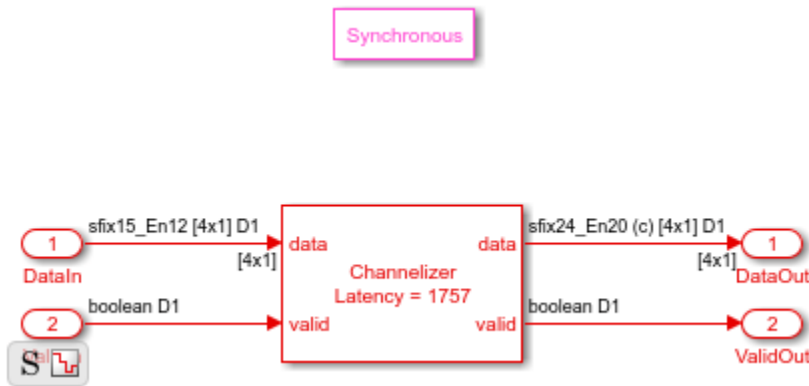 Synchronous
sfix15_En12 [4x1] D1
sfix24_En20 (c) [4x1] D1
1
data
data
1
DataIn
[4x1]
[4x1]
DataOut
Channelizer
Latency = 1757
boolean D1
boolean D1
2
valid
valid
2
S
ValidOut